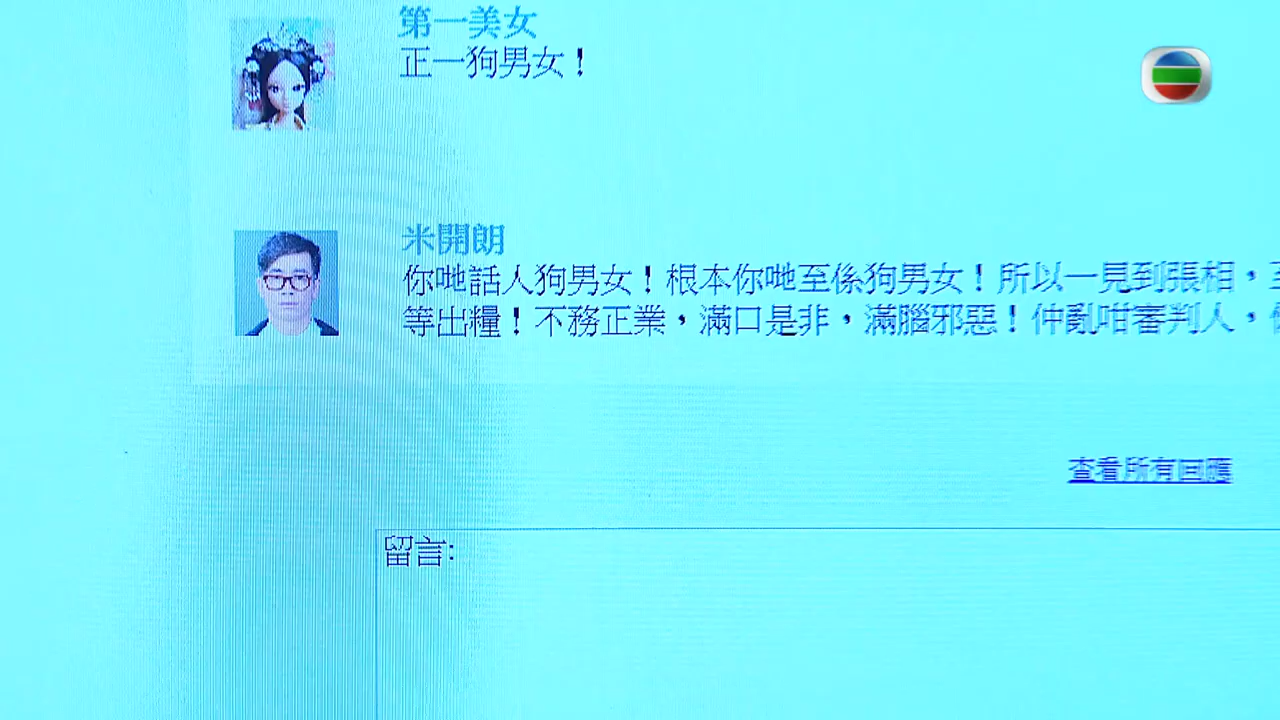 第一美女
正一狗男女！
米開朗
你哋話人狗男女！根本你哋至係狗男女！所以一見到張相，
等出糧！不務正業，滿口是非，滿腦邪惡！仲亂咁審判人，
查看所有回應
留言: